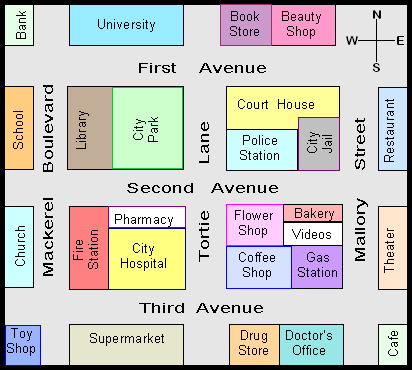 Bank
University
Book
Store
Beauty
Shop
N
W
E
S
First Avenue
School
Mackerel Boulevard
Library
City
Park
Tortie Lane
Court House
Police
Station
City
Jail
Mallory Street
Restaurant
Second Avenue
Church
Fire
Station
Pharmacy
City
Hospital
Flower
Shop
Bakery
Videos
Coffee
Shop
Gas
Station
Theater
Third Avenue
Toy
Shop
Supermarket
Drug
Store
Doctor's
Office
Cafe